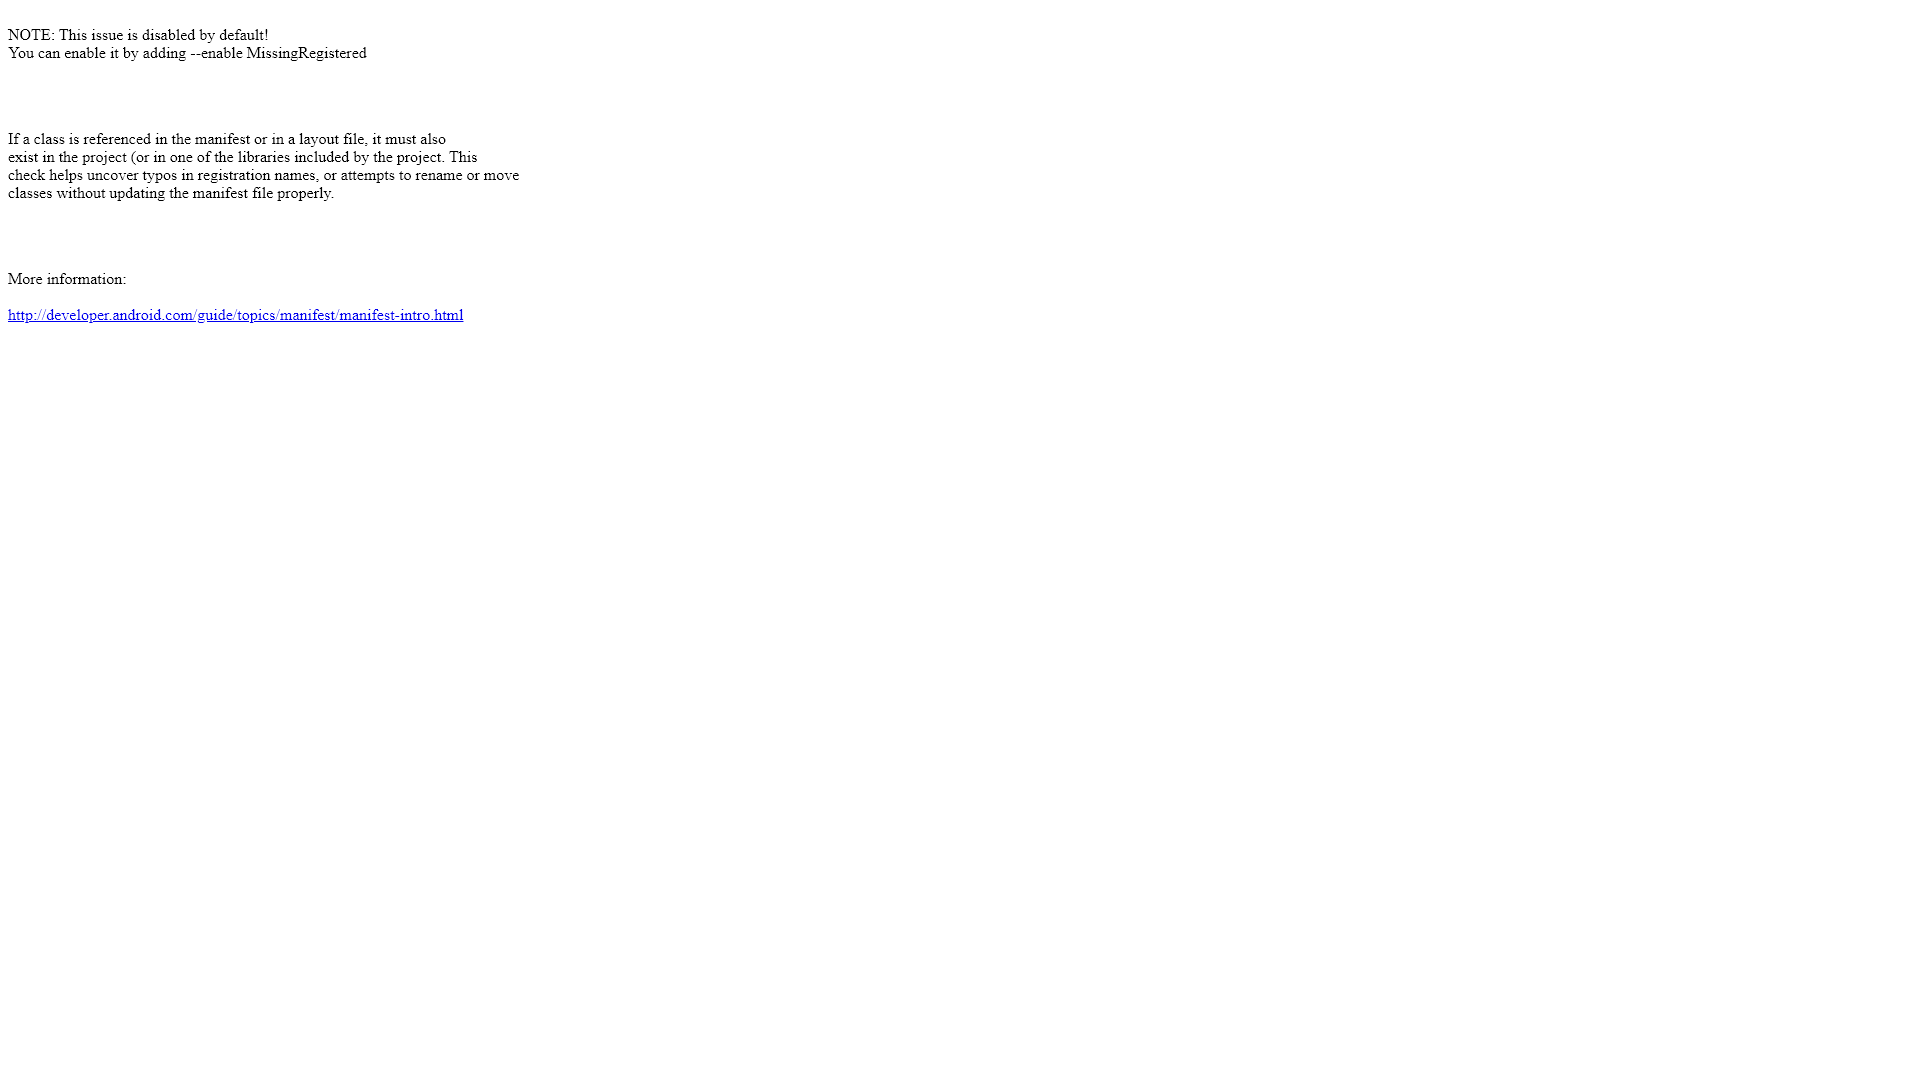 NOTE: This issue is disabled by default!
You can enable it by adding --enable MissingRegistered
If a class is referenced in the manifest or in a layout file, it must also
exist in the project (or in one of the libraries included by the project. This
check helps uncover typos in registration names, or attempts to rename or move
classes without updating the manifest file properly.
More information:
http://developer.android.com/guide/topics/manifest/manifest-intro.html